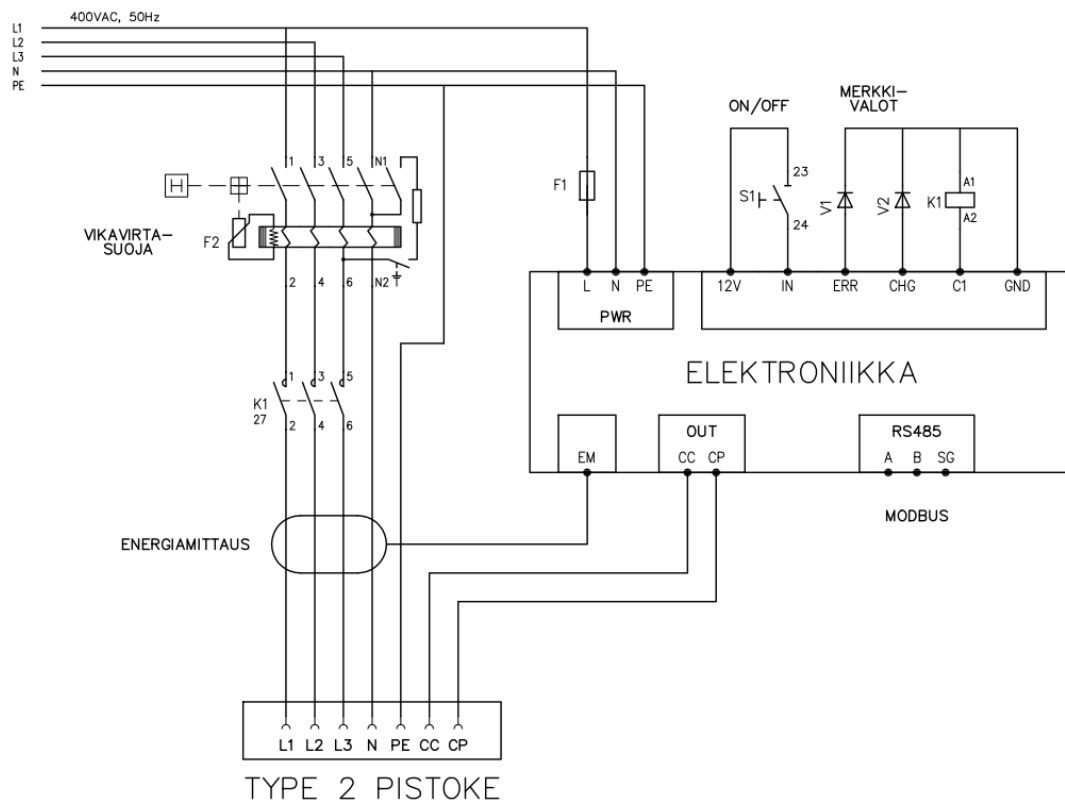 400VAC, 50Hz
L1
L2
L3
N
PE
ON/OFF
MERKKI-
VALOT
1 3 5 N1
H
F1
23
S1
24
V1
V2
K1
A1
A2
VIKAVIRTA-
SUOJA
F2
2 4 6 N2
L N PE
PWR
12V IN ERR CHG C1 GND
ELEKTRONIIKKA
1 3 5
K1
27
2 4 6
EM
OUT
CC CP
RS485
A B SG
MODBUS
ENERGIAMITTAUS
L1 L2 L3 N PE CC CP
TYPE 2 PISTOKE